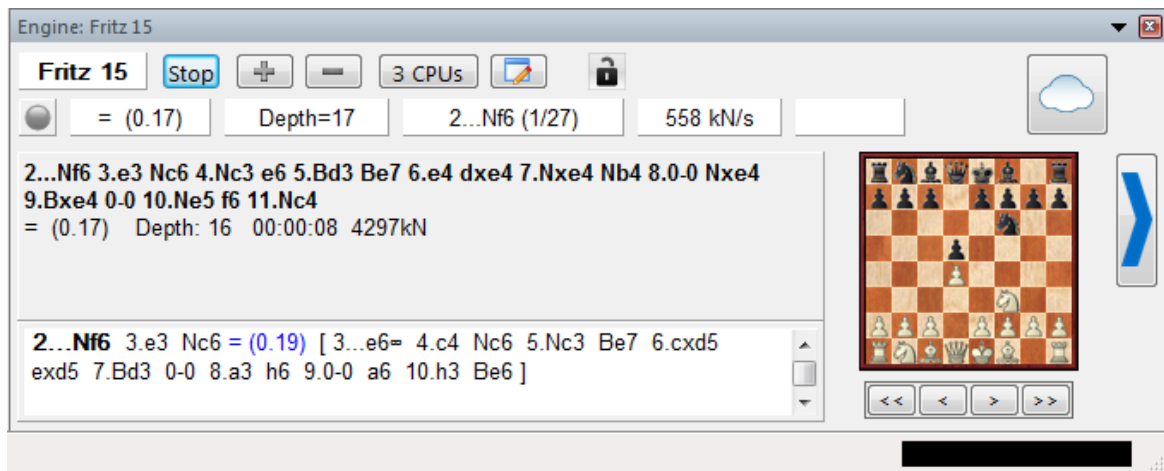 Engine: Fritz 15
Fritz 15 Stop 3 CPUs
= (0.17) Depth=17 2...Nf6 (1/27) 558 kN/s
2...Nf6 3.e3 Nc6 4.Nc3 e6 5.Bd3 Be7 6.e4 dxe4 7.Nxe4 Nb4 8.0-0 Nxe4
9.Bxe4 0-0 10.Ne5 f6 11.Nc4
= (0.17) Depth: 16 00:00:08 4297kN
2...Nf6 3.e3 Nc6 = (0.19) [ 3...e6= 4.c4 Nc6 5.Nc3 Be7 6.cxd5
exd5 7.Bd3 0-0 8.a3 h6 9.0-0 a6 10.h3 Be6 ]
<< < > >>